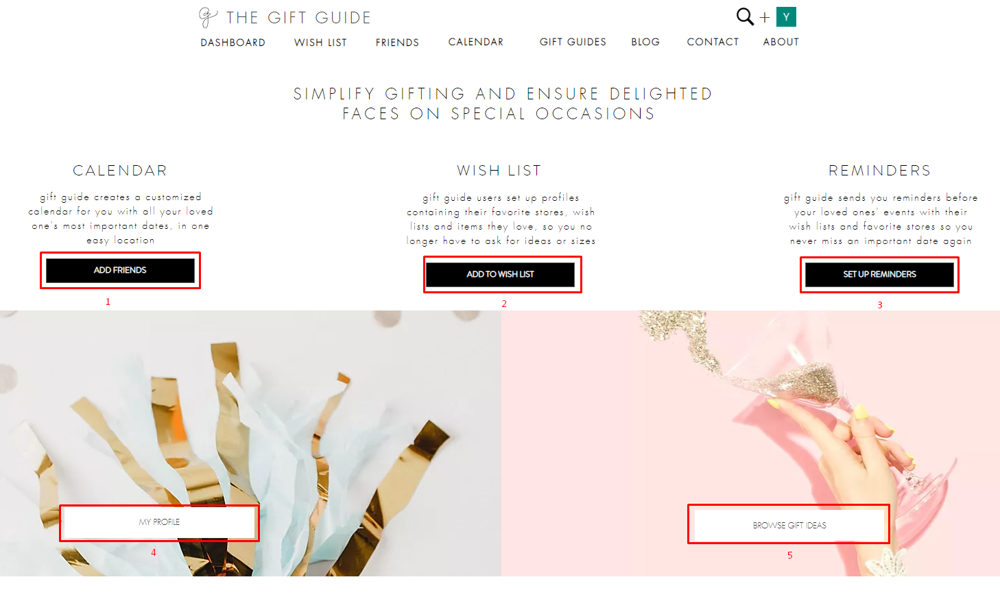 THE GIFT GUIDE
+ Y
DASHBOARD WISH LIST FRIENDS CALENDAR GIFT GUIDES BLOG CONTACT ABOUT
SIMPLIFY GIFTING AND ENSURE DELIGHTED
FACES ON SPECIAL OCCASIONS
CALENDAR
gift guide creates a customized
calendar for you with all your loved
one's most important dates, in one
easy location
ADD FRIENDS
1
WISH LIST
gift guide users set up profiles
containing their favorite stores, wish
lists and items they love, so you no
longer have to ask for ideas or sizes
ADD TO WISH LIST
2
REMINDERS
gift guide sends you reminders before
your loved ones' events with their
wish lists and favorite stores so you
never miss an important date again
SET UP REMINDERS
3
MY PROFILE
4
BROWSE GIFT IDEAS
5